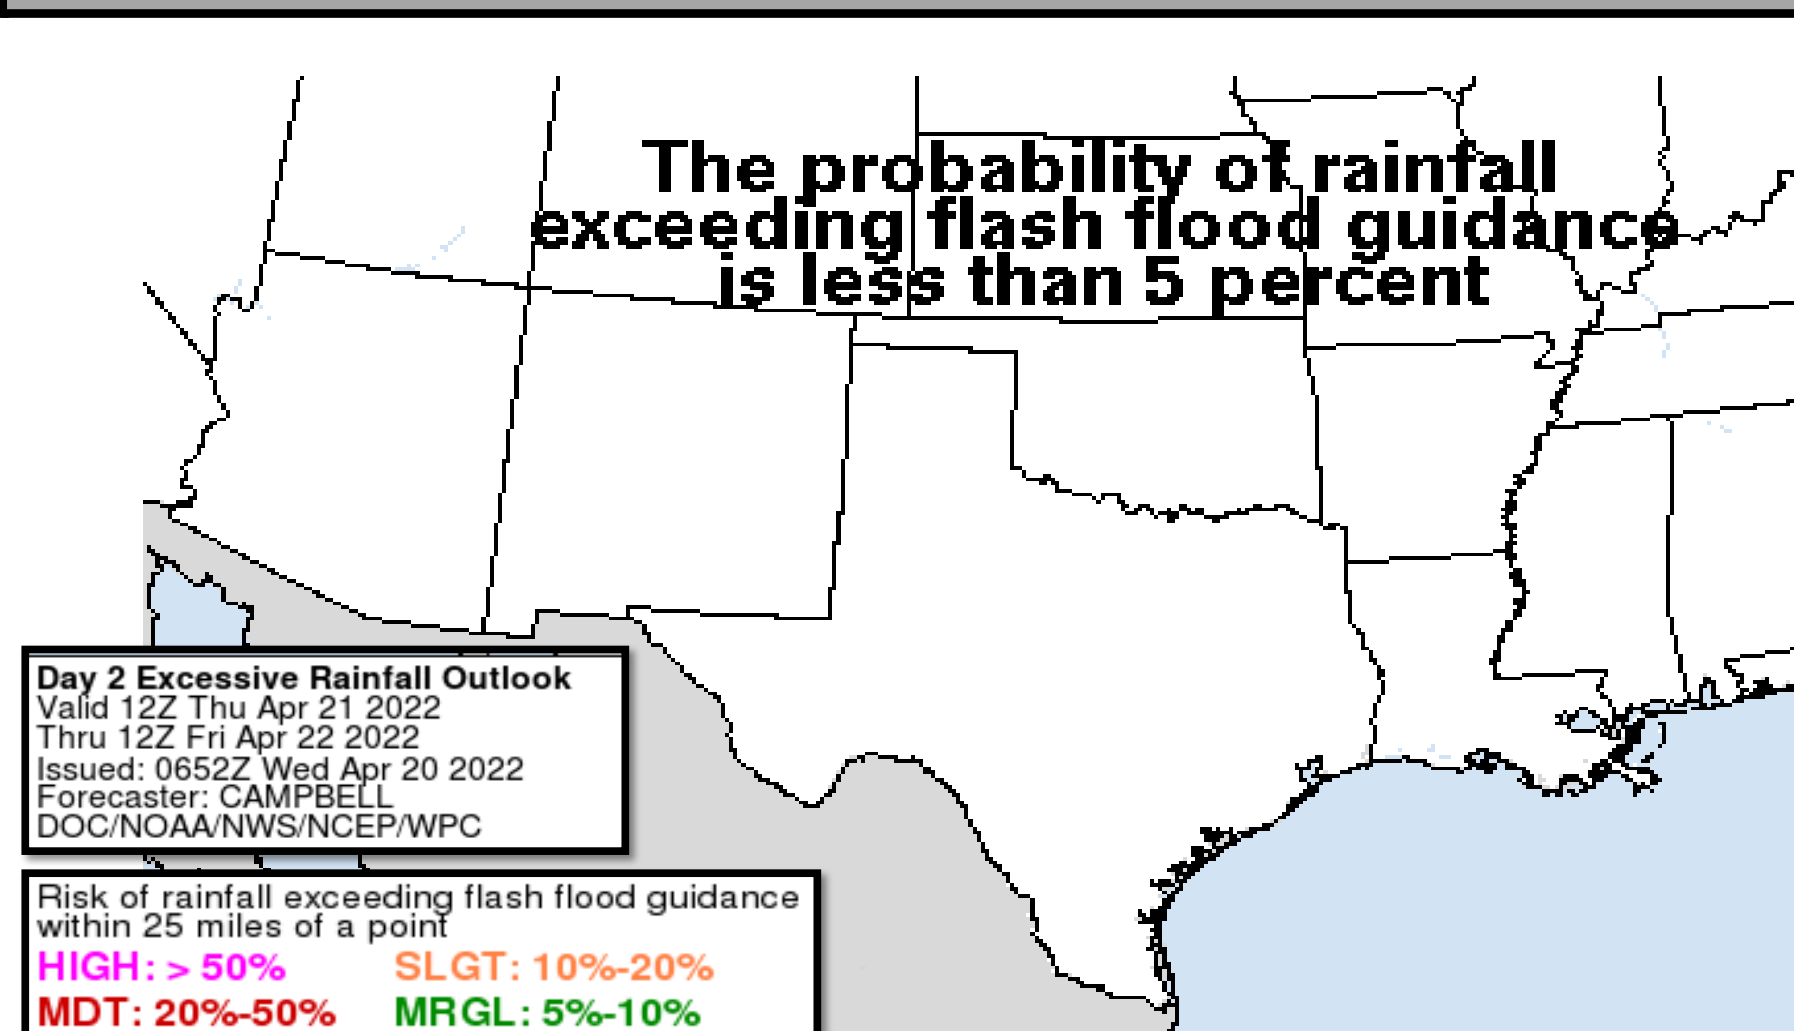 The probability of rainfall
exceeding flash flood guidance
is less than 5 percent
Day 2 Excessive Rainfall Outlook
Valid 12Z Thu Apr 21 2022
Thru 12Z Fri Apr 22 2022
Issued: 0652Z Wed Apr 20 2022
Forecaster: CAMPBELL
DOC/NOAA/NWS/NCEP/WPC
Risk of rainfall exceeding flash flood guidance
within 25 miles of a point
HIGH: > 50% SLGT: 10%-20%
MDT: 20%-50% MRGL: 5%-10%